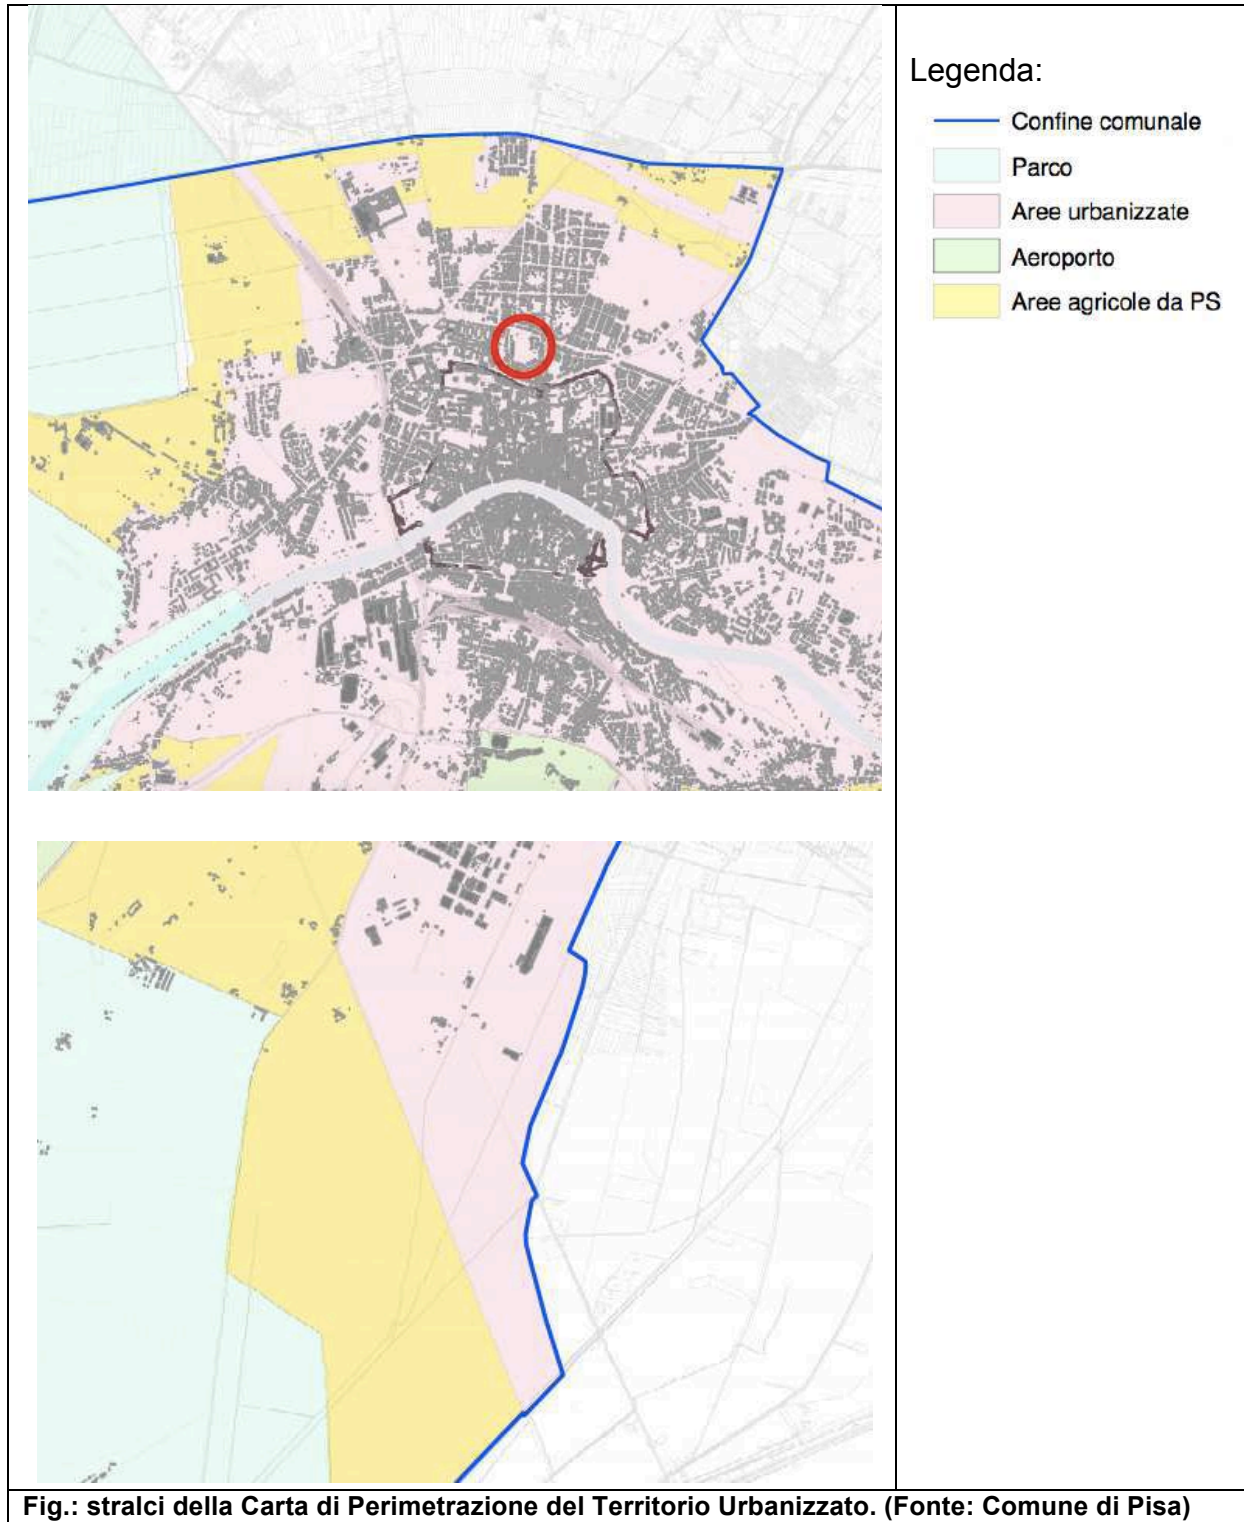 Legenda:
Confine comunale
Parco
Aree urbanizzate
Aeroporto
Aree agricole da PS
Fig.: stralci della Carta di Perimetrazione del Territorio Urbanizzato. (Fonte: Comune di Pisa)